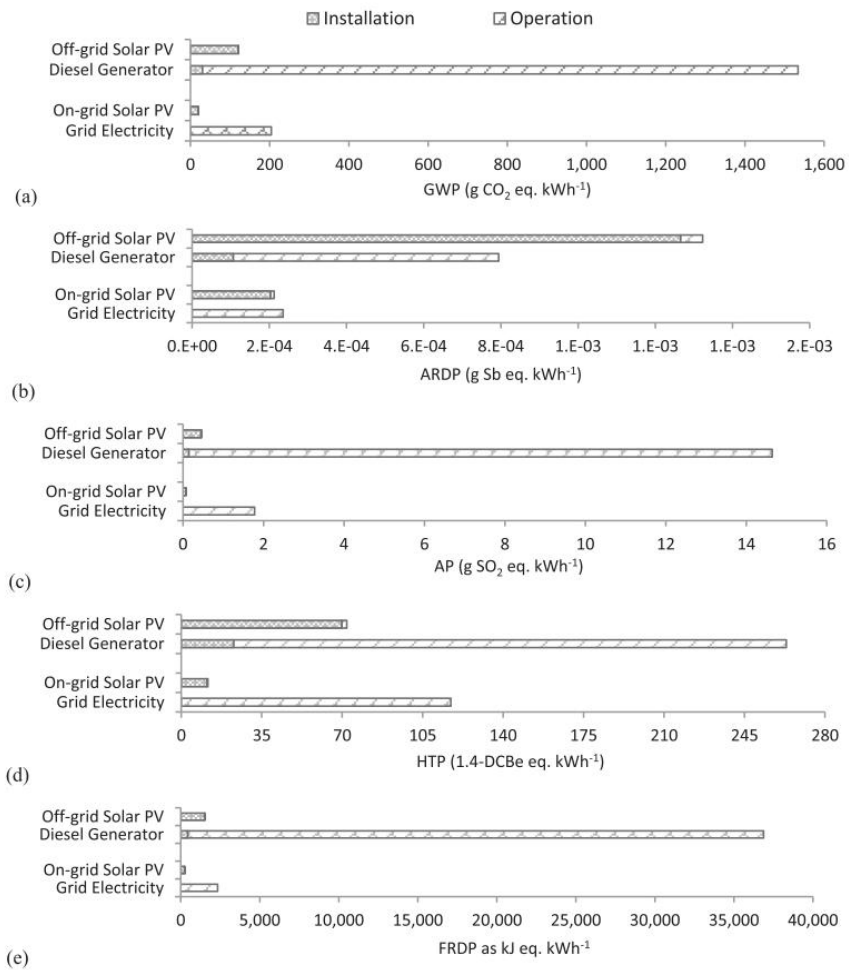 Installation Operation
Off-grid Solar PV
Diesel Generator
On-grid Solar PV
Grid Electricity
0 200 400 600 800 1,000 1,200 1,400 1,600
GWP (g CO₂ eq. kWh⁻¹)
(a)
Off-grid Solar PV
Diesel Generator
On-grid Solar PV
Grid Electricity
0.E+00 2.E-04 4.E-04 6.E-04 8.E-04 1.E-03 1.E-03 1.E-03 2.E-03
ARDP (g Sb eq. kWh⁻¹)
(b)
Off-grid Solar PV
Diesel Generator
On-grid Solar PV
Grid Electricity
0 2 4 6 8 10 12 14 16
AP (g SO₂ eq. kWh⁻¹)
(c)
Off-grid Solar PV
Diesel Generator
On-grid Solar PV
Grid Electricity
0 35 70 105 140 175 210 245 280
HTP (1.4-DCBe eq. kWh⁻¹)
(d)
Off-grid Solar PV
Diesel Generator
On-grid Solar PV
Grid Electricity
0 5,000 10,000 15,000 20,000 25,000 30,000 35,000 40,000
FRDP as kJ eq. kWh⁻¹
(e)